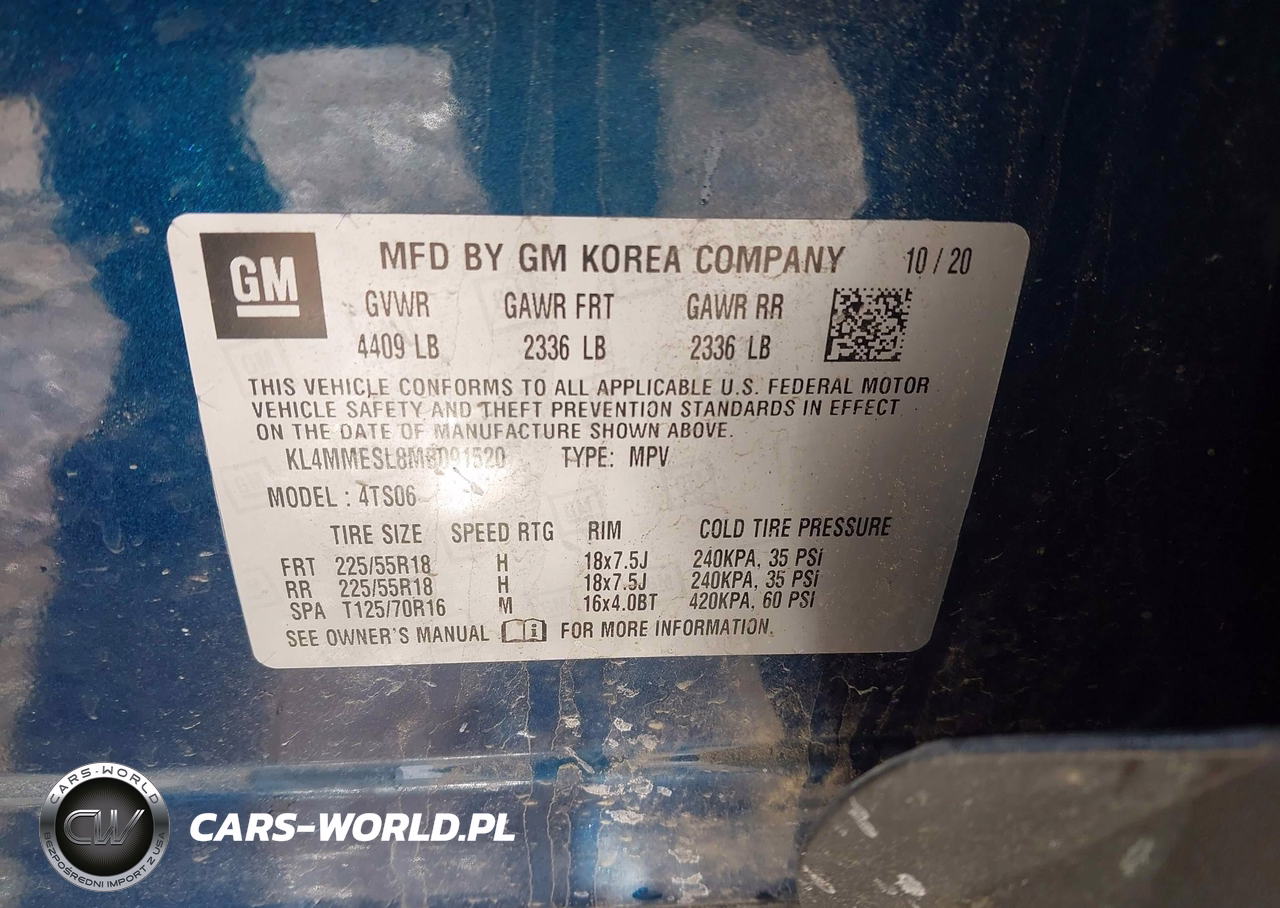 GM
MFD BY GM KOREA COMPANY 10 / 20
GVWR GAWR FRT GAWR RR
4409 LB 2336 LB 2336 LB
THIS VEHICLE CONFORMS TO ALL APPLICABLE U.S. FEDERAL MOTOR
VEHICLE SAFETY AND THEFT PREVENTION STANDARDS IN EFFECT
ON THE DATE OF MANUFACTURE SHOWN ABOVE.
TYPE: MPV
MODEL : 4TS06
TIRE SIZE SPEED RTG RIM COLD TIRE PRESSURE
FRT 225/55R18 H 18x7.5J 240KPA, 35 PSi
RR 225/55R18 H 18x7.5J 240KPA, 35 PSi
SPA T125/70R16 M 16x4.0BT 420KPA, 60 PSI
SEE OWNER'S MANUAL i FOR MORE INFORMATION.
CARS-WORLD
CW
BEZPOŚREDNI IMPORT Z USA
CARS-WORLD.PL